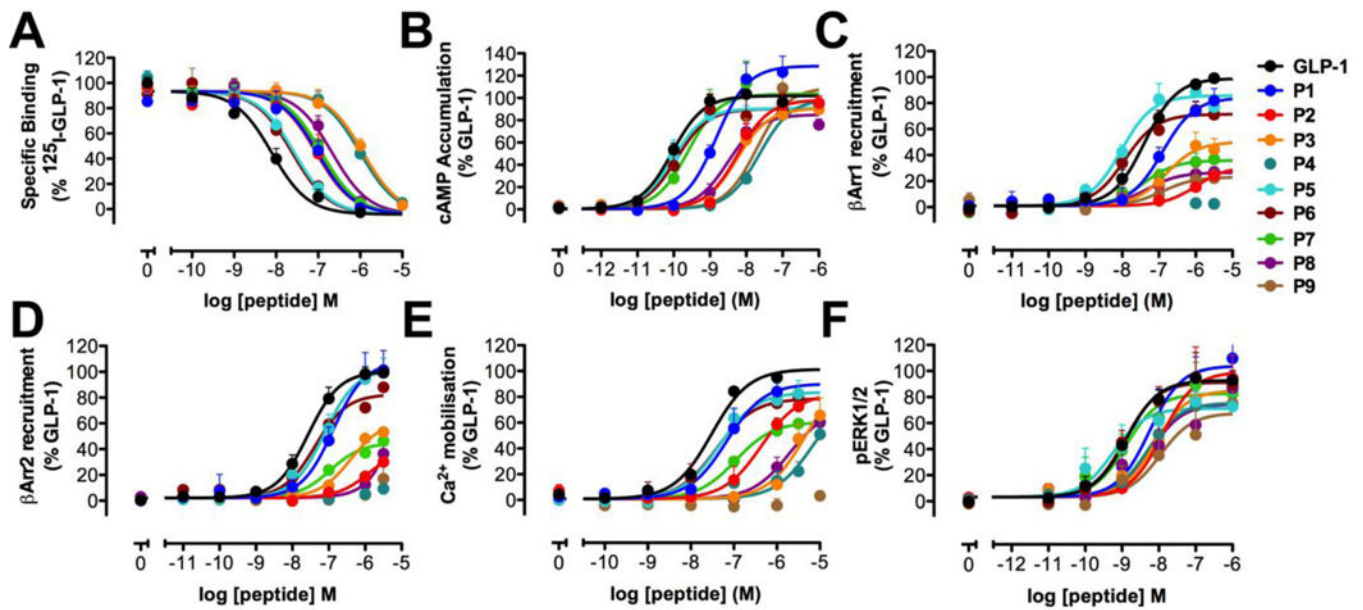 A
Specific Binding
(% ¹²⁵I-GLP-1)
120
100
80
60
40
20
0
0 -10 -9 -8 -7 -6 -5
log [peptide] M
B
cAMP Accumulation
(% GLP-1)
140
120
100
80
60
40
20
0
0 -12 -11 -10 -9 -8 -7 -6
log [peptide] (M)
C
βArr1 recruitment
(% GLP-1)
120
100
80
60
40
20
0
0 -11 -10 -9 -8 -7 -6 -5
log [peptide] (M)
GLP-1
P1
P2
P3
P4
P5
P6
P7
P8
P9
D
βArr2 recruitment
(% GLP-1)
120
100
80
60
40
20
0
0 -11 -10 -9 -8 -7 -6 -5
log [peptide] M
E
Ca²⁺ mobilisation
(% GLP-1)
120
100
80
60
40
20
0
0 -10 -9 -8 -7 -6 -5
log [peptide] (M)
F
pERK1/2
(% GLP-1)
120
100
80
60
40
20
0
0 -12 -11 -10 -9 -8 -7 -6
log [peptide] M